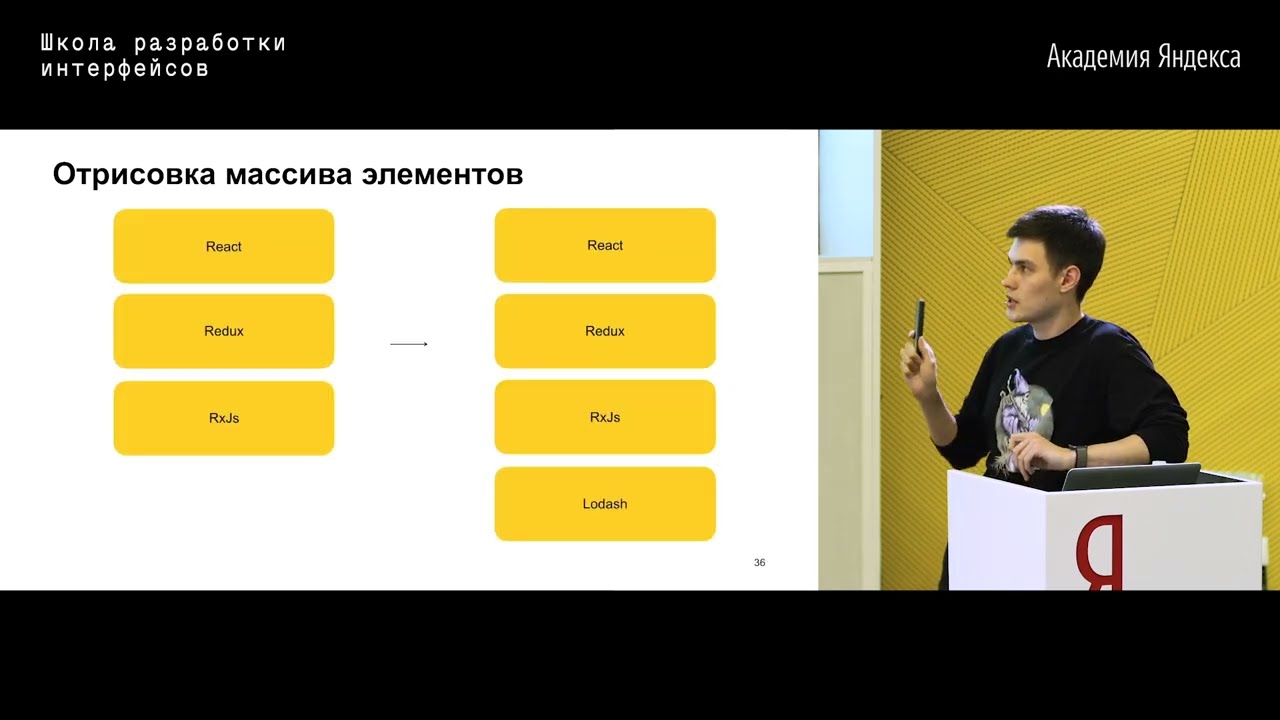 Школа разработки
интерфейсов
Академия Яндекса
Отрисовка массива элементов
React
Redux
RxJs
React
Redux
RxJs
Lodash
36
Я